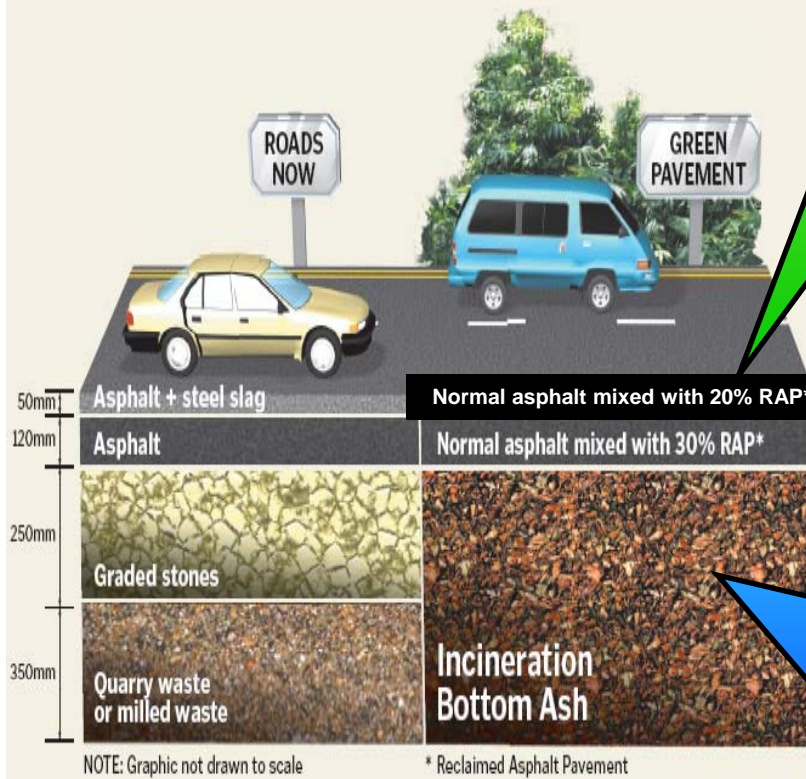 ROADS
NOW
GREEN
PAVEMENT
50mm
Asphalt + steel slag
Normal asphalt mixed with 20% RAP*
120mm
Asphalt
Normal asphalt mixed with 30% RAP*
250mm
Graded stones
350mm
Quarry waste
or milled waste
Incineration
Bottom Ash
NOTE: Graphic not drawn to scale
* Reclaimed Asphalt Pavement